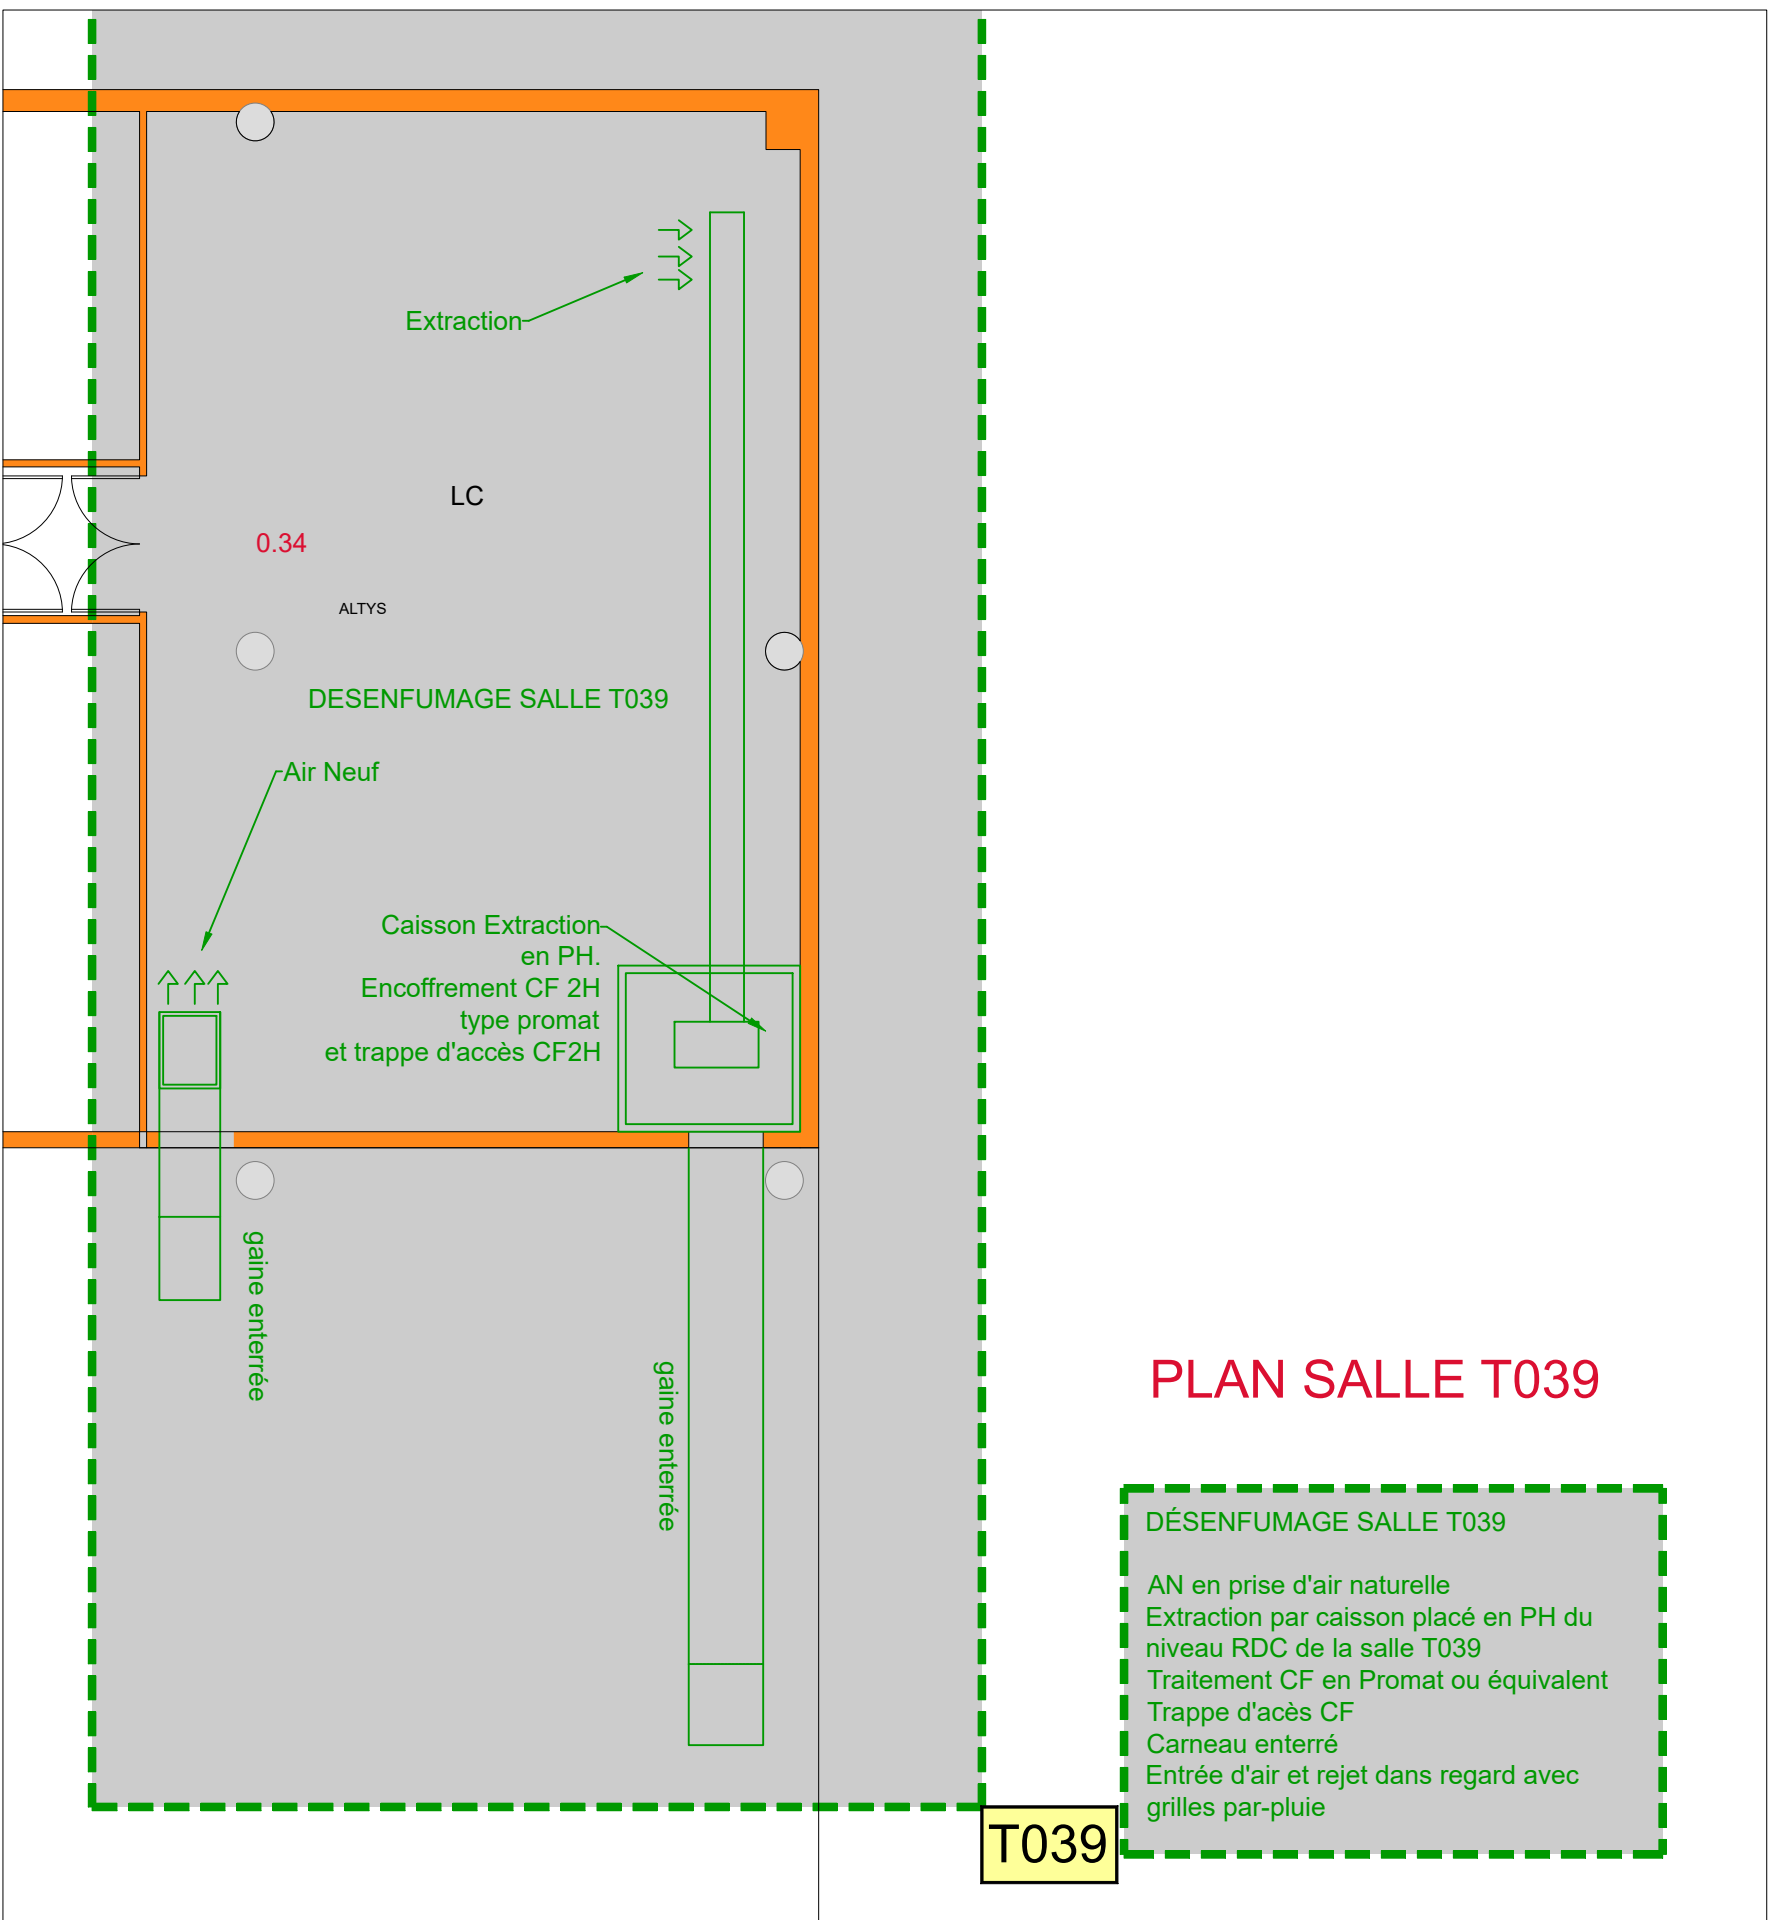 Extraction
LC
0.34
ALTYS
DESENFUMAGE SALLE T039
Air Neuf
Caisson Extraction
en PH.
Encoffrement CF 2H
type promat
et trappe d'accès CF2H
gaine enterrée
gaine enterrée
PLAN SALLE T039
DÉSENFUMAGE SALLE T039
AN en prise d'air naturelle
Extraction par caisson placé en PH du
niveau RDC de la salle T039
Traitement CF en Promat ou équivalent
Trappe d'acès CF
Carneau enterré
Entrée d'air et rejet dans regard avec
grilles par-pluie
T039